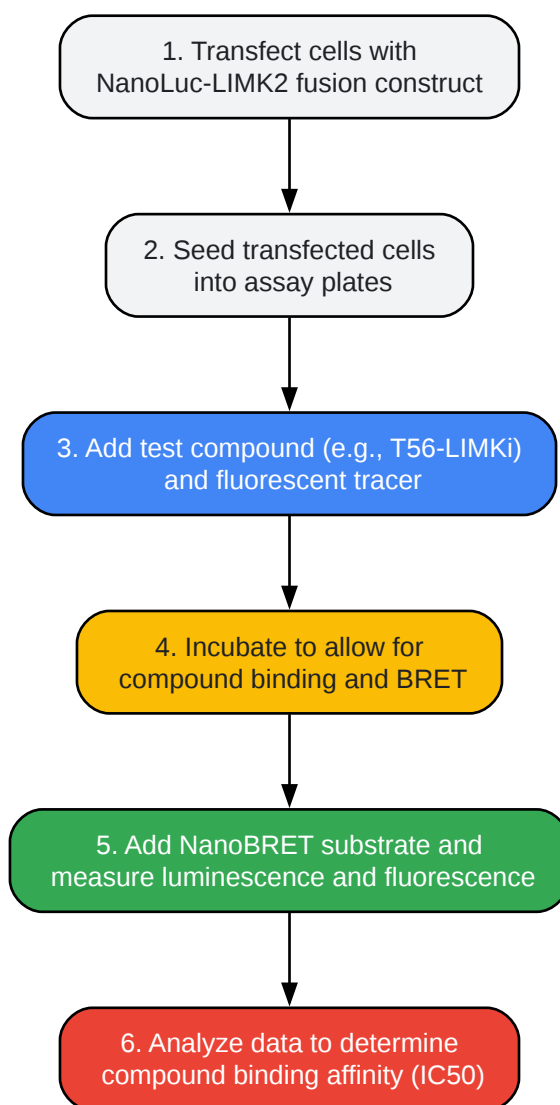 1. Transfect cells with
NanoLuc-LIMK2 fusion construct
2. Seed transfected cells
into assay plates
3. Add test compound (e.g., T56-LIMKi)
and fluorescent tracer
4. Incubate to allow for
compound binding and BRET
5. Add NanoBRET substrate and
measure luminescence and fluorescence
6. Analyze data to determine
compound binding affinity (IC50)